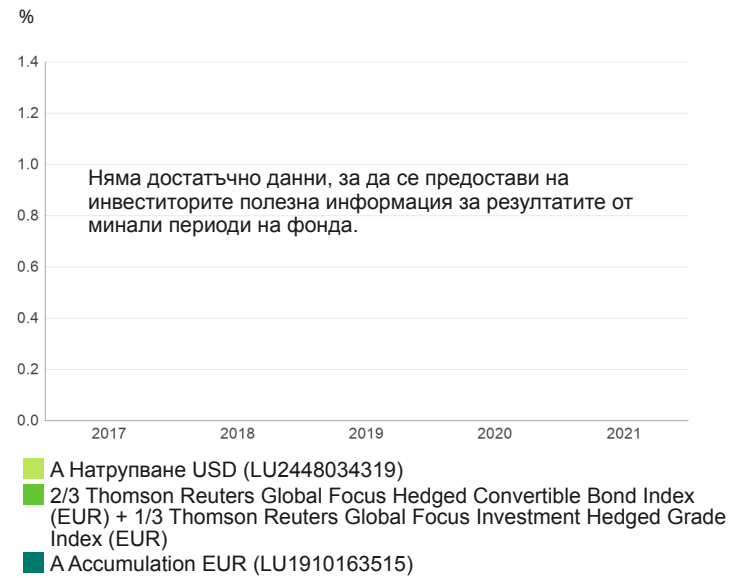 %
1.4
1.2
1.0
Няма достатъчно данни, за да се предостави на
инвеститорите полезна информация за резултатите от
0.8
минали периоди на фонда.
0.6
0.4
0.2
0.0
2017 2018 2019 2020 2021
А Натрупване USD (LU2448034319)
2/3 Thomson Reuters Global Focus Hedged Convertible Bond Index
(EUR) + 1/3 Thomson Reuters Global Focus Investment Hedged Grade
Index (EUR)
A Accumulation EUR (LU1910163515)